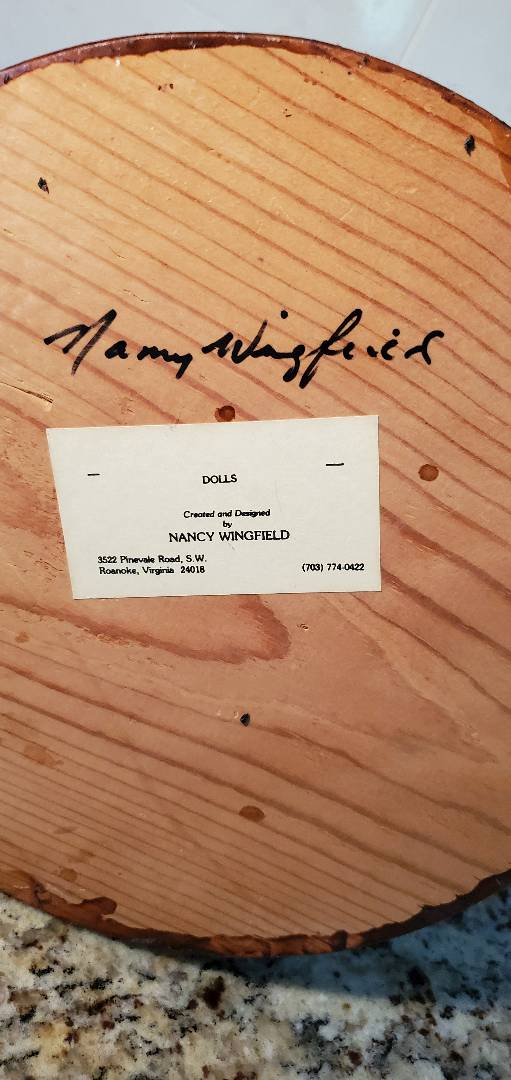 Nancy Wingfield
DOLLS
Created and Designed
by
NANCY WINGFIELD
3522 Pinevale Road, S.W.
Roanoke, Virginia 24018
(703) 774-0422